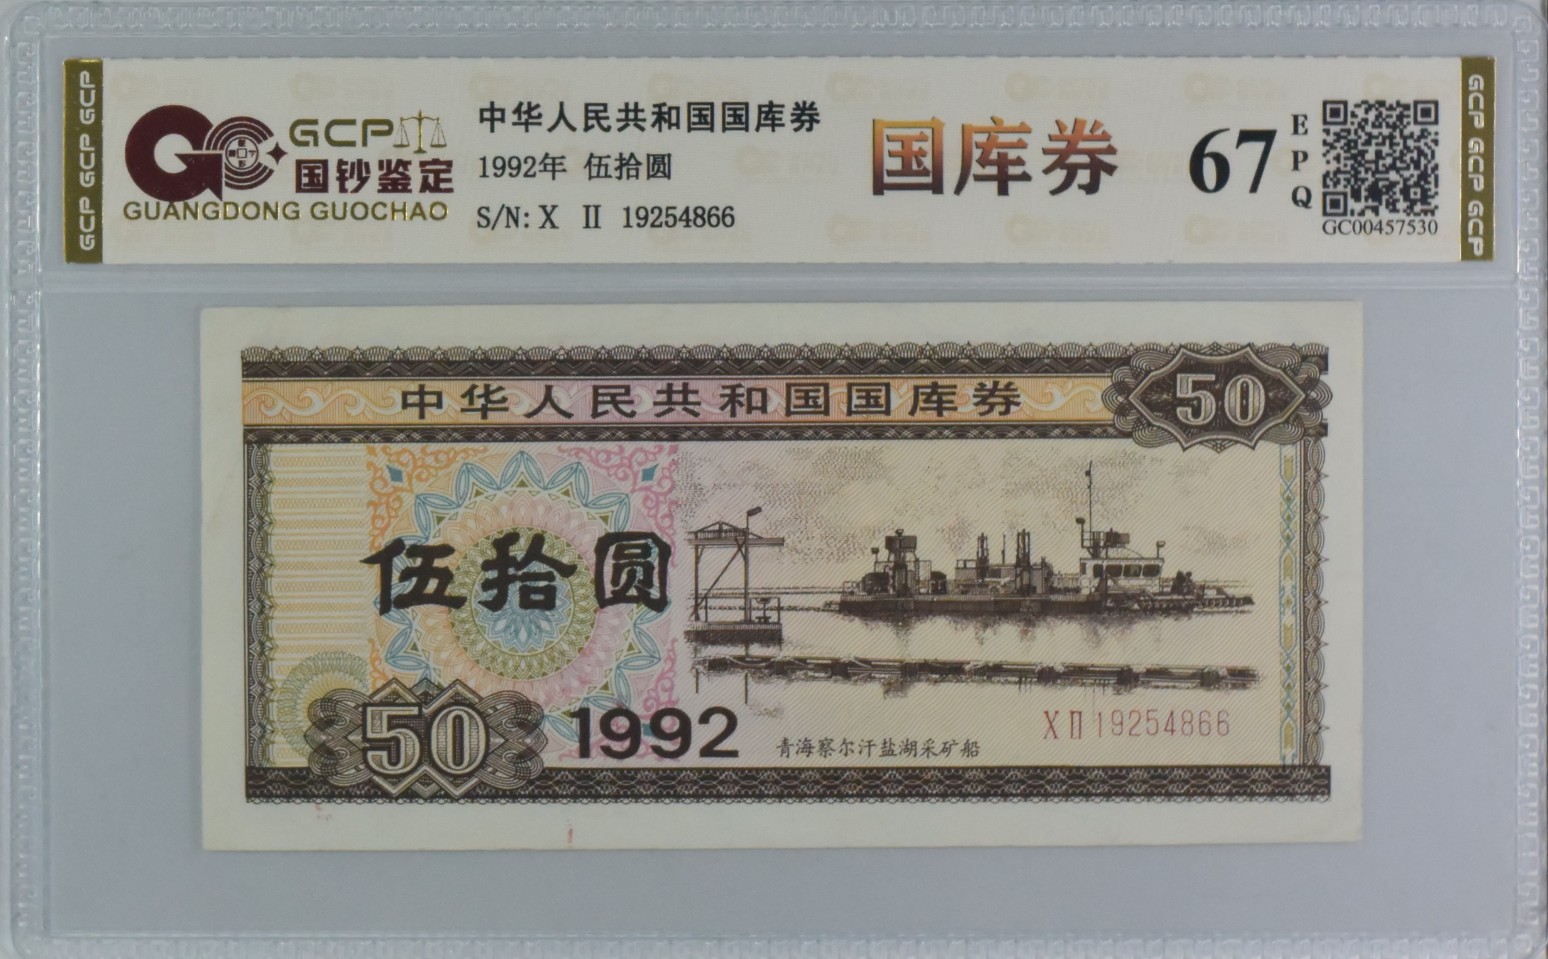 GCP GCP GCP
GCP
国钞鉴定
GUANGDONG GUOCHAO
中华人民共和国国库券
1992年 伍拾圆
S/N: X Ⅱ 19254866
国库券
67
EPQ
GC00457530
GCP GCP GCP
中华人民共和国国库券
50
伍拾圆
50
1992
青海察尔汗盐湖采矿船
XⅡ19254866